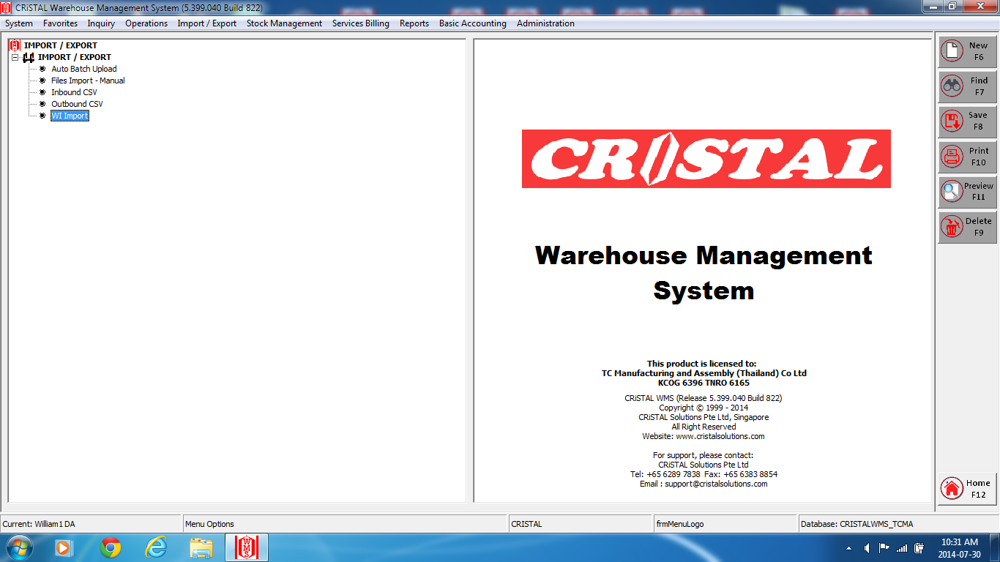 CRiSTAL Warehouse Management System (5.399.040 Build 822)
System Favorites Inquiry Operations Import / Export Stock Management Services Billing Reports Basic Accounting Administration
IMPORT / EXPORT
IMPORT / EXPORT
Auto Batch Upload
Files Import - Manual
Inbound CSV
Outbound CSV
WI Import
CRISTAL
Warehouse Management
System
This product is licensed to:
TC Manufacturing and Assembly (Thailand) Co Ltd
KCOG 6396 TNRO 6165
CRiSTAL WMS (Release 5.399.040 Build 822)
Copyright © 1999 - 2014
CRiSTAL Solutions Pte Ltd, Singapore
All Right Reserved
Website: www.cristalsolutions.com
For support, please contact:
CRiSTAL Solutions Pte Ltd
Tel: +65 6289 7838 Fax: +65 6383 8854
Email : support@cristalsolutions.com
New
F6
Find
F7
Save
F8
Print
F10
Preview
F11
Delete
F9
Home
F12
Current: William1 DA
Menu Options
CRISTAL
frmMenuLogo
Database: CRISTALWMS_TCMA
WMS
10:31 AM
2014-07-30